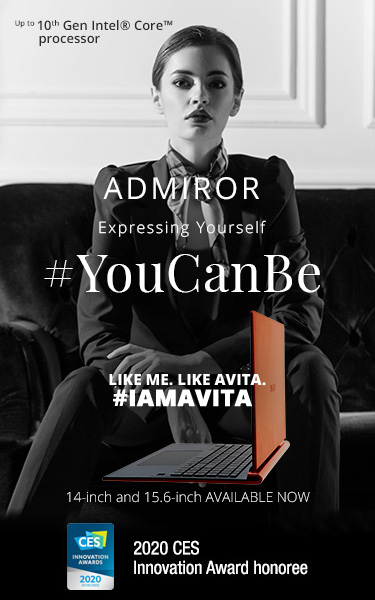 Up to 10th Gen Intel® Core™
processor
ADMIROR
Expressing Yourself
#YouCanBe
LIKE ME. LIKE AVITA.
#IAMAVITA
14-inch and 15.6-inch AVAILABLE NOW
CES
INNOVATION
AWARDS
2020
2020 CES
Innovation Award honoree